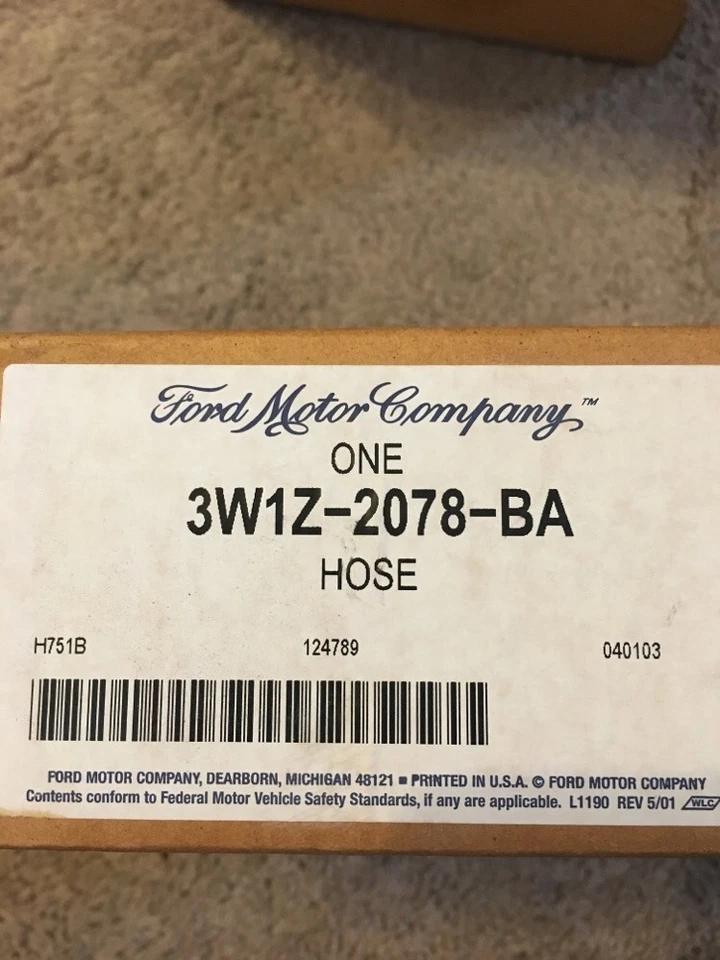 Ford Motor Company™
ONE
3W1Z-2078-BA
HOSE
H751B 124789 040103
FORD MOTOR COMPANY, DEARBORN, MICHIGAN 48121 ■ PRINTED IN U.S.A. © FORD MOTOR COMPANY
Contents conform to Federal Motor Vehicle Safety Standards, if any are applicable. L1190 REV 5/01 WLC